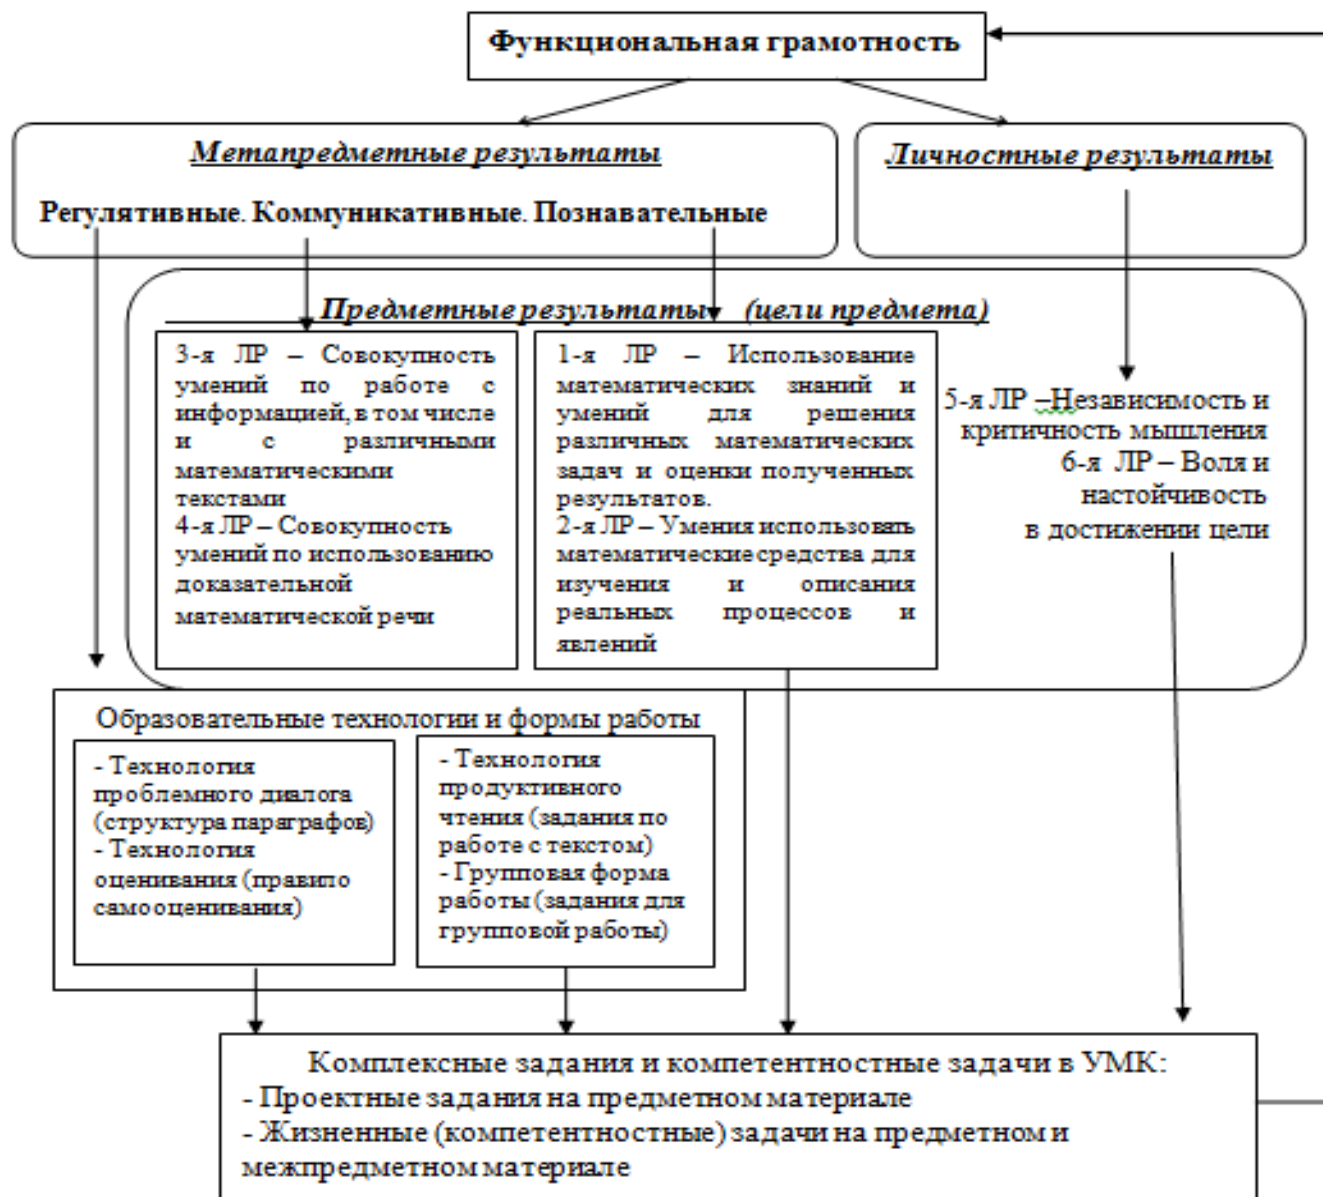 Функциональная грамотность
Метапредметные результаты
Регулятивные. Коммуникативные. Познавательные
Личностные результаты
Предметные результаты (цели предмета)
3-я ЛР – Совокупность
умений по работе с
информацией, в том числе
и с различными
математическими
текстами
4-я ЛР – Совокупность
умений по использованию
доказательной
математической речи
1-я ЛР – Использование
математических знаний и
умений для решения
различных математических
задач и оценки полученных
результатов.
2-я ЛР – Умения использовать
математические средства для
изучения и описания
реальных процессов и
явлений
5-я ЛР –Независимость и
критичность мышления
6-я ЛР – Воля и
настойчивость
в достижении цели
Образовательные технологии и формы работы
- Технология
проблемного диалога
(структура параграфов)
- Технология
оценивания (правило
самооценивания)
- Технология
продуктивного
чтения (задания по
работе с текстом)
- Групповая форма
работы (задания для
групповой работы)
Комплексные задания и компетентностные задачи в УМК:
- Проектные задания на предметном материале
- Жизненные (компетентностные) задачи на предметном и
межпредметном материале